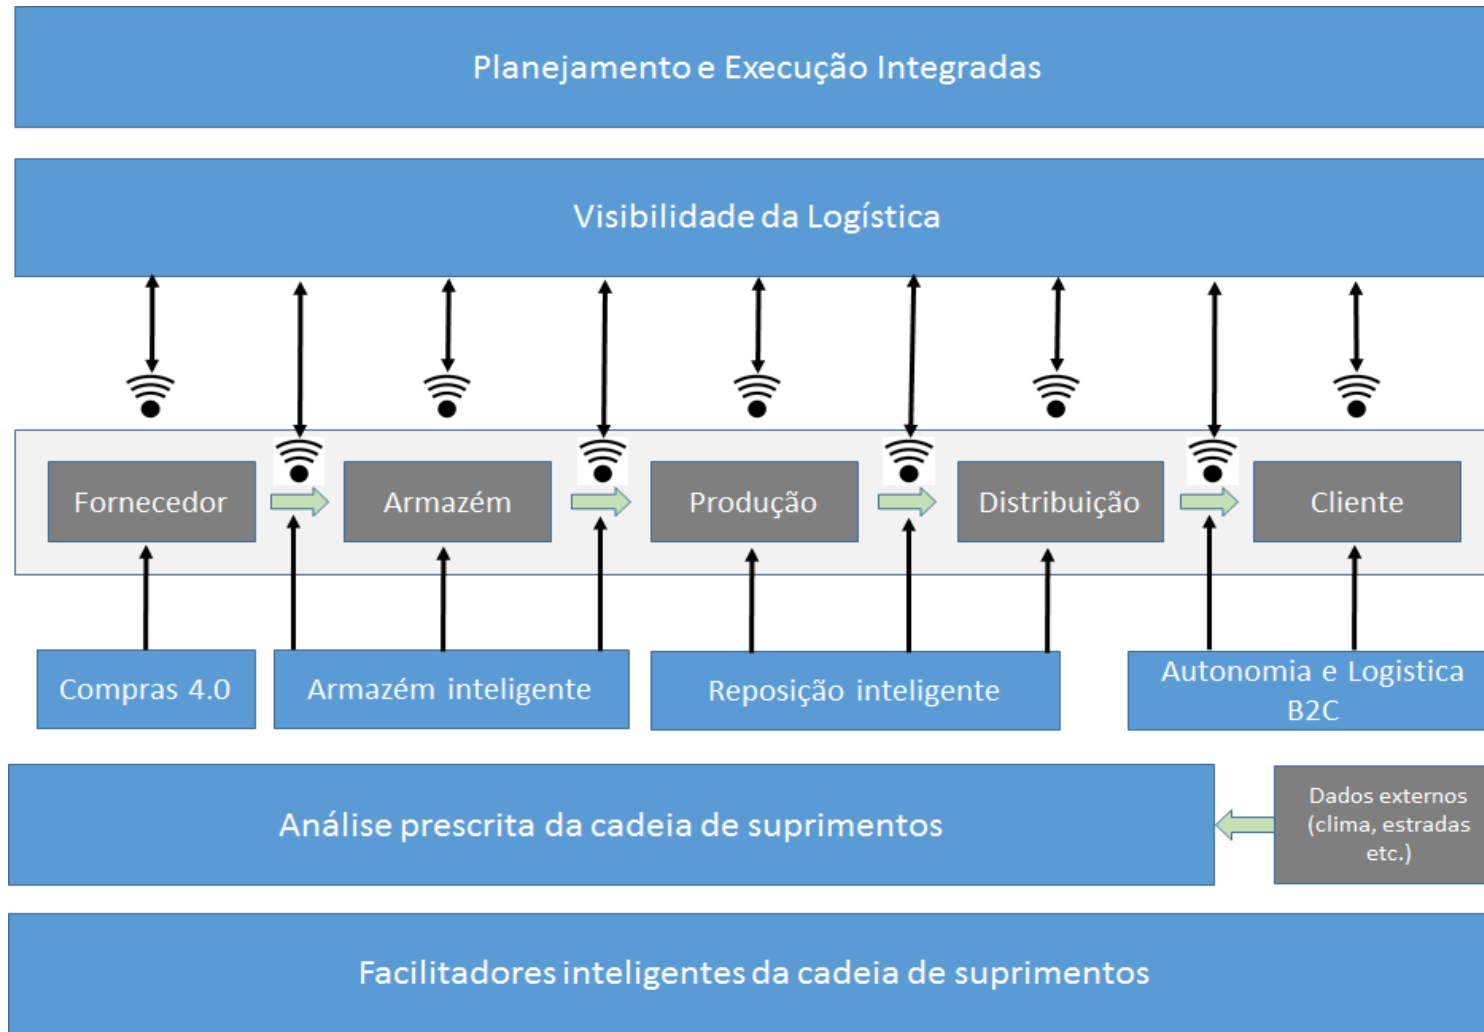 Planejamento e Execução Integradas
Visibilidade da Logística
Fornecedor
Armazém
Produção
Distribuição
Cliente
Compras 4.0
Armazém inteligente
Reposição inteligente
Autonomia e Logistica
B2C
Análise prescrita da cadeia de suprimentos
Dados externos
(clima, estradas
etc.)
Facilitadores inteligentes da cadeia de suprimentos